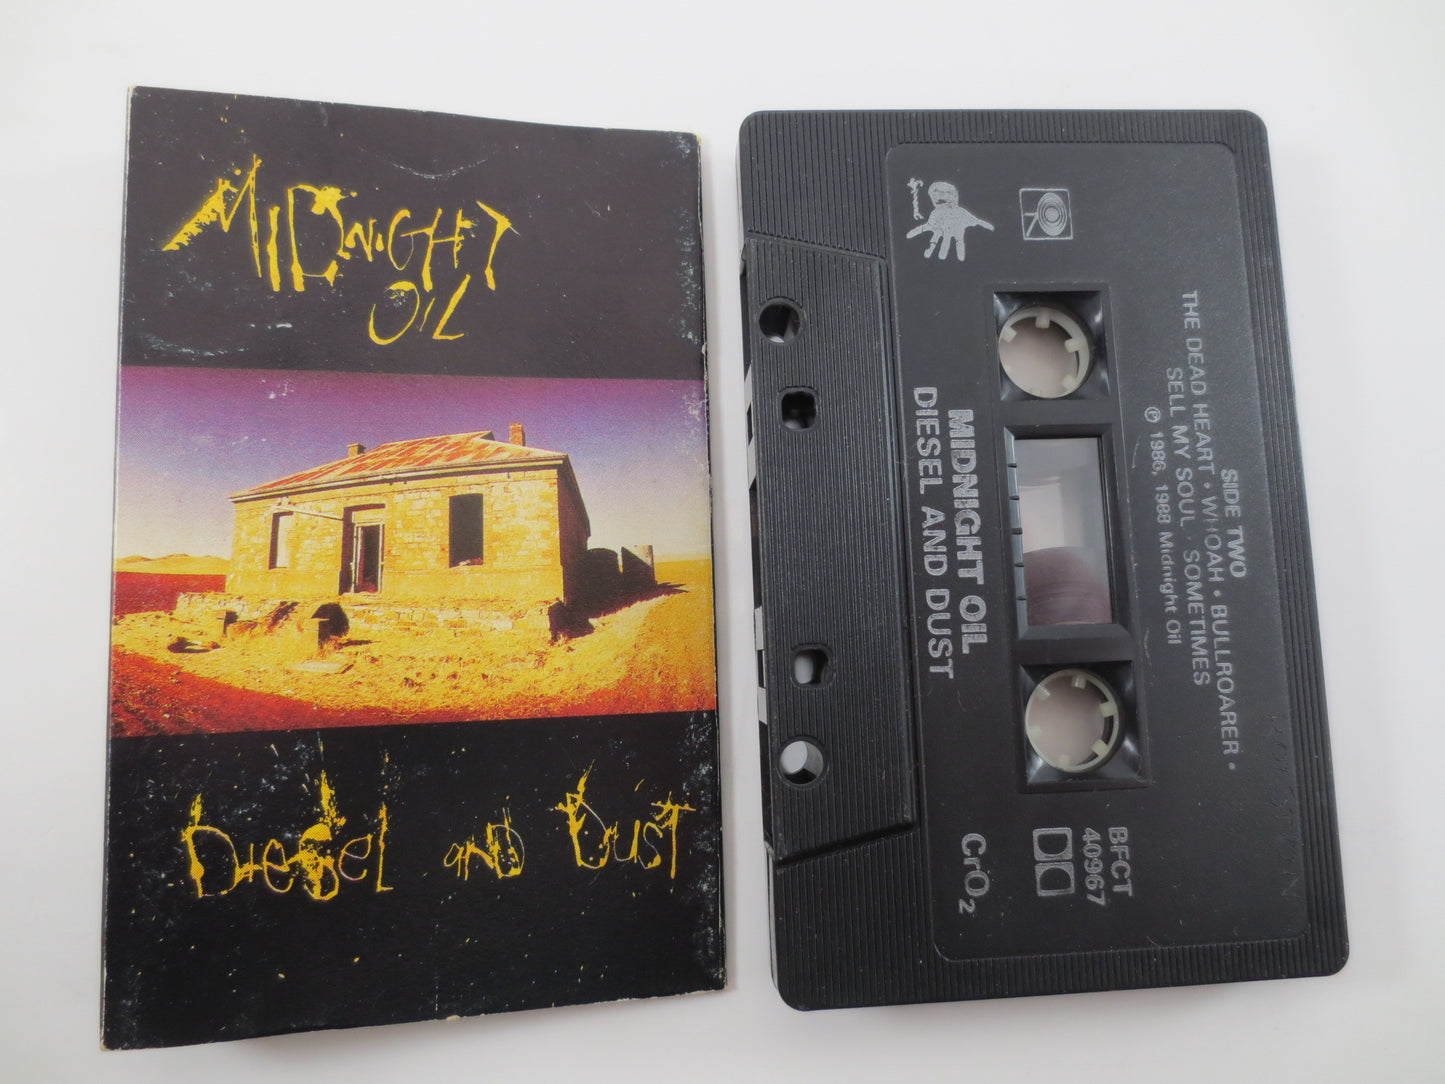 MIDNIGHT
OIL
DIESEL AND DUST
Sprint
MIDNIGHT OIL
DIESEL AND DUST
SIDE TWO
THE DEAD HEART • WHOAH • BULLROARER •
SELL MY SOUL • SOMETIMES
℗ 1986, 1988 Midnight Oil
BFCT
40967
CrO₂